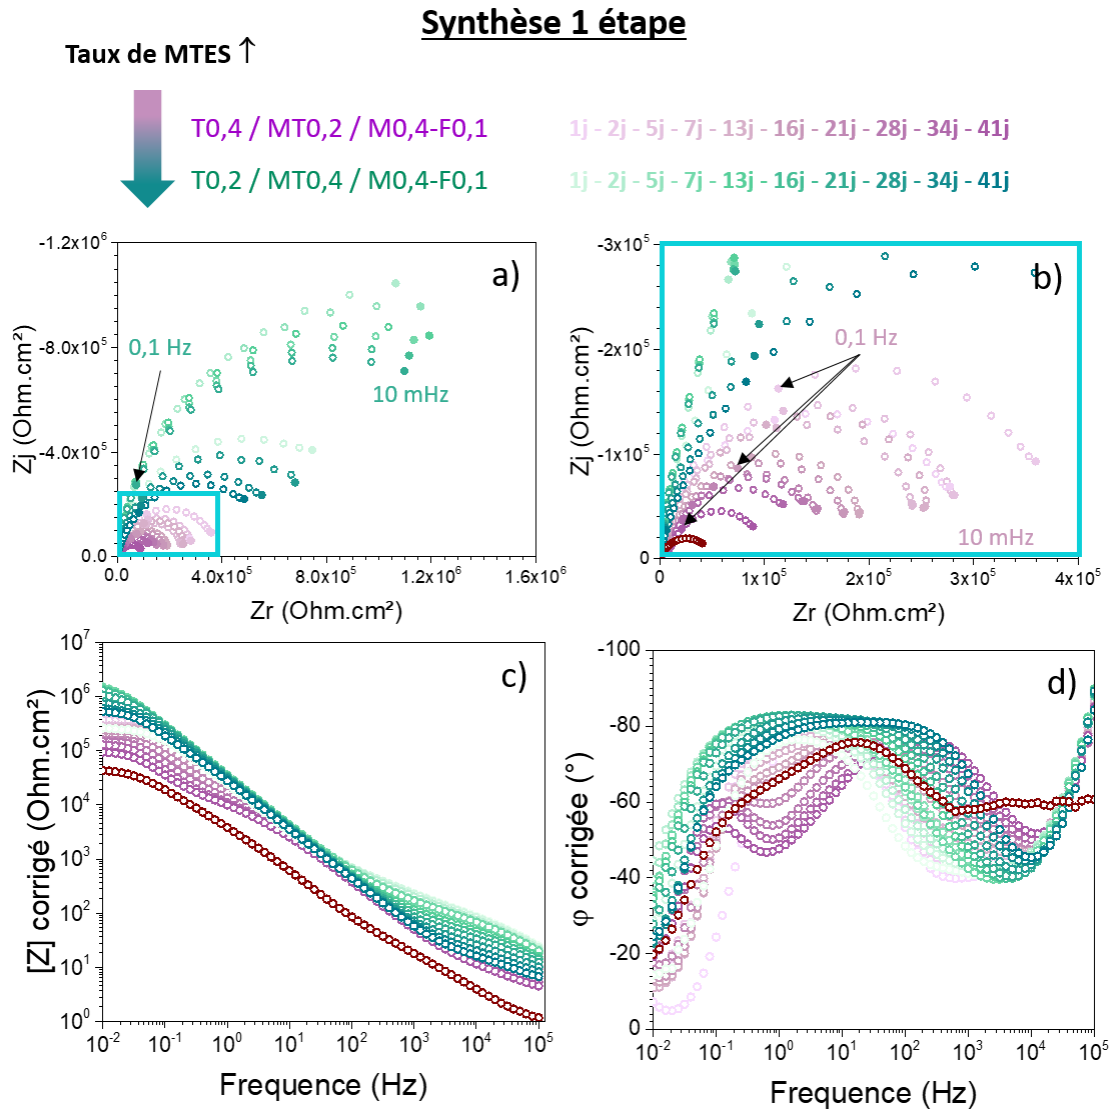 Synthèse 1 étape
Taux de MTES ↑
T0,4 / MT0,2 / M0,4-F0,1
1j - 2j - 5j - 7j - 13j - 16j - 21j - 28j - 34j - 41j
T0,2 / MT0,4 / M0,4-F0,1
1j - 2j - 5j - 7j - 13j - 16j - 21j - 28j - 34j - 41j
a)
-1.2x10⁶
-8.0x10⁵
-4.0x10⁵
0.0
Zj (Ohm.cm²)
0,1 Hz
10 mHz
0.0
4.0x10⁵
8.0x10⁵
1.2x10⁶
1.6x10⁶
Zr (Ohm.cm²)
b)
-3x10⁵
-2x10⁵
-1x10⁵
0
Zj (Ohm.cm²)
0,1 Hz
10 mHz
0
1x10⁵
2x10⁵
3x10⁵
4x10⁵
Zr (Ohm.cm²)
c)
10⁷
10⁶
10⁵
10⁴
10³
10²
10¹
10⁰
[Z] corrigé (Ohm.cm²)
10⁻²
10⁻¹
10⁰
10¹
10²
10³
10⁴
10⁵
Frequence (Hz)
d)
-100
-80
-60
-40
-20
0
φ corrigée (°)
10⁻²
10⁻¹
10⁰
10¹
10²
10³
10⁴
10⁵
Frequence (Hz)